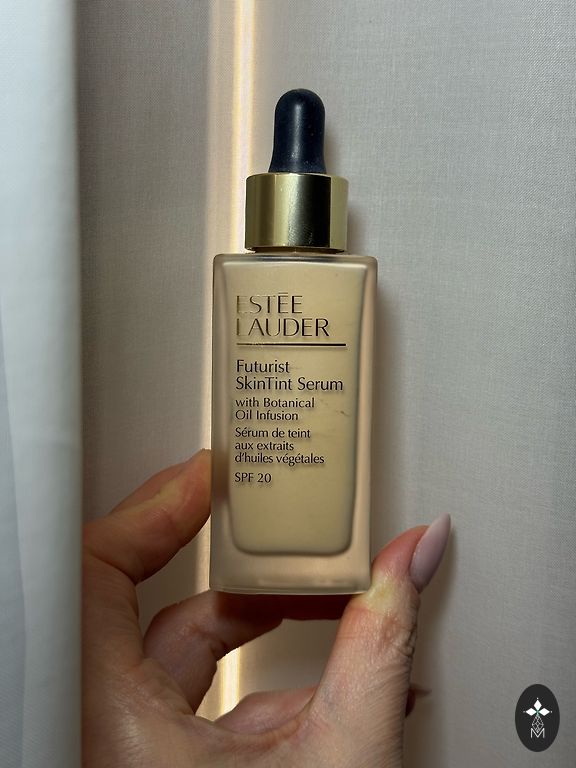 ESTĒE
LAUDER
Futurist
SkinTint Serum
with Botanical
Oil Infusion
Sérum de teint
aux extraits
d'huiles végétales
SPF 20
M